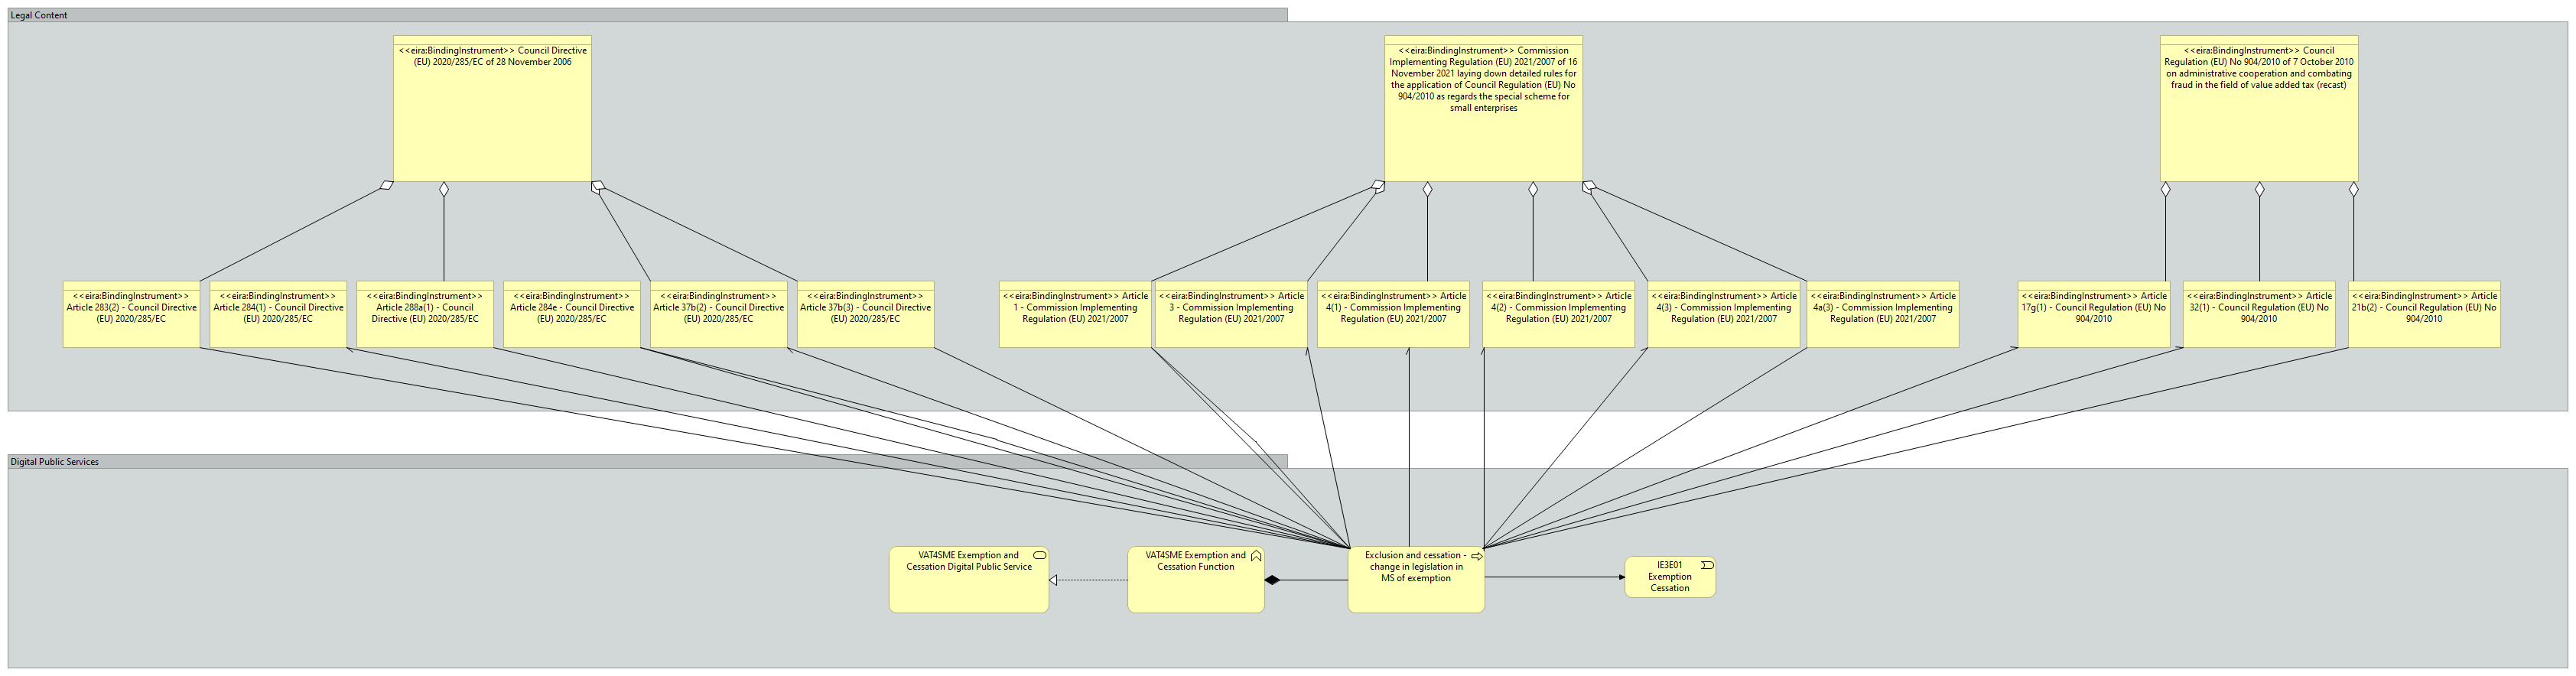 Legal Content
<<eira:BindingInstrument>> Council Directive
(EU) 2020/285/EC of 28 November 2006
<<eira:BindingInstrument>> Commission
Implementing Regulation (EU) 2021/2007 of 16
November 2021 laying down detailed rules for
the application of Council Regulation (EU) No
904/2010 as regards the special scheme for
small enterprises
<<eira:BindingInstrument>> Council
Regulation (EU) No 904/2010 of 7 October 2010
on administrative cooperation and combating
fraud in the field of value added tax (recast)
<<eira:BindingInstrument>>
Article 283(2) - Council Directive
(EU) 2020/285/EC
<<eira:BindingInstrument>>
Article 284(1) - Council Directive
(EU) 2020/285/EC
<<eira:BindingInstrument>>
Article 288a(1) - Council
Directive (EU) 2020/285/EC
<<eira:BindingInstrument>>
Article 284e - Council Directive
(EU) 2020/285/EC
<<eira:BindingInstrument>>
Article 37b(2) - Council Directive
(EU) 2020/285/EC
<<eira:BindingInstrument>>
Article 37b(3) - Council Directive
(EU) 2020/285/EC
<<eira:BindingInstrument>> Article
1 - Commission Implementing
Regulation (EU) 2021/2007
<<eira:BindingInstrument>> Article
3 - Commission Implementing
Regulation (EU) 2021/2007
<<eira:BindingInstrument>> Article
4(1) - Commission Implementing
Regulation (EU) 2021/2007
<<eira:BindingInstrument>> Article
4(2) - Commission Implementing
Regulation (EU) 2021/2007
<<eira:BindingInstrument>> Article
4(3) - Commission Implementing
Regulation (EU) 2021/2007
<<eira:BindingInstrument>> Article
4a(3) - Commission Implementing
Regulation (EU) 2021/2007
<<eira:BindingInstrument>> Article
17g(1) - Council Regulation (EU) No
904/2010
<<eira:BindingInstrument>> Article
32(1) - Council Regulation (EU) No
904/2010
<<eira:BindingInstrument>> Article
21b(2) - Council Regulation (EU) No
904/2010
Digital Public Services
VAT4SME Exemption and
Cessation Digital Public Service
VAT4SME Exemption and
Cessation Function
Exclusion and cessation -
change in legislation in
MS of exemption
IE3E01
Exemption
Cessation